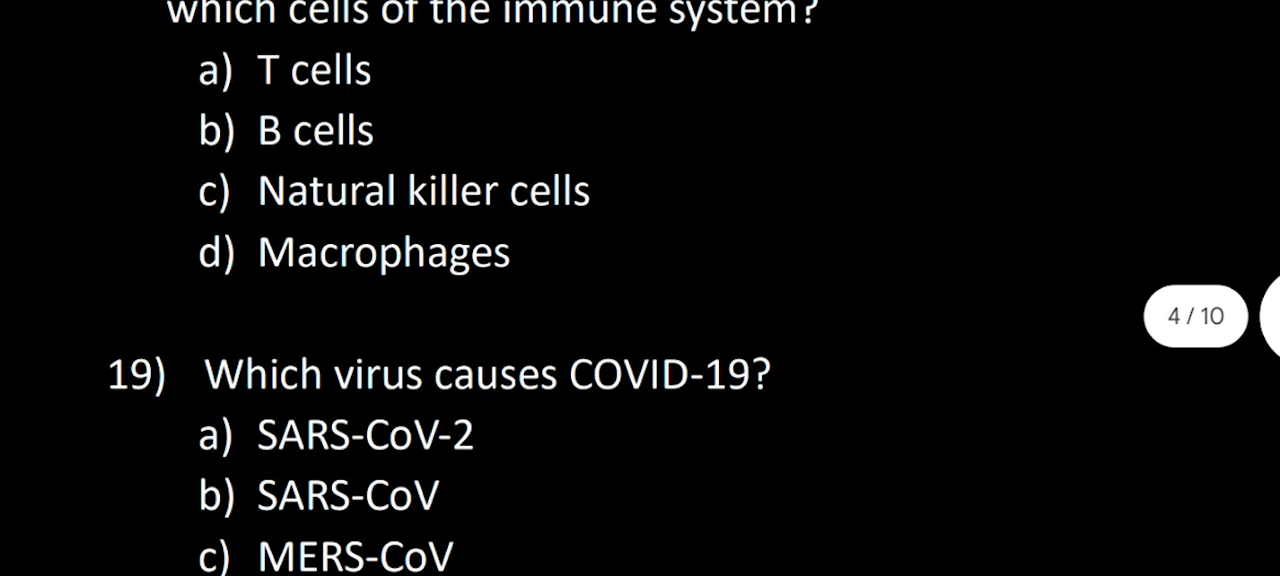 which cells of the immune system?
a) T cells
b) B cells
c) Natural killer cells
d) Macrophages
4 / 10
19) Which virus causes COVID-19?
a) SARS-CoV-2
b) SARS-CoV
c) MERS-CoV